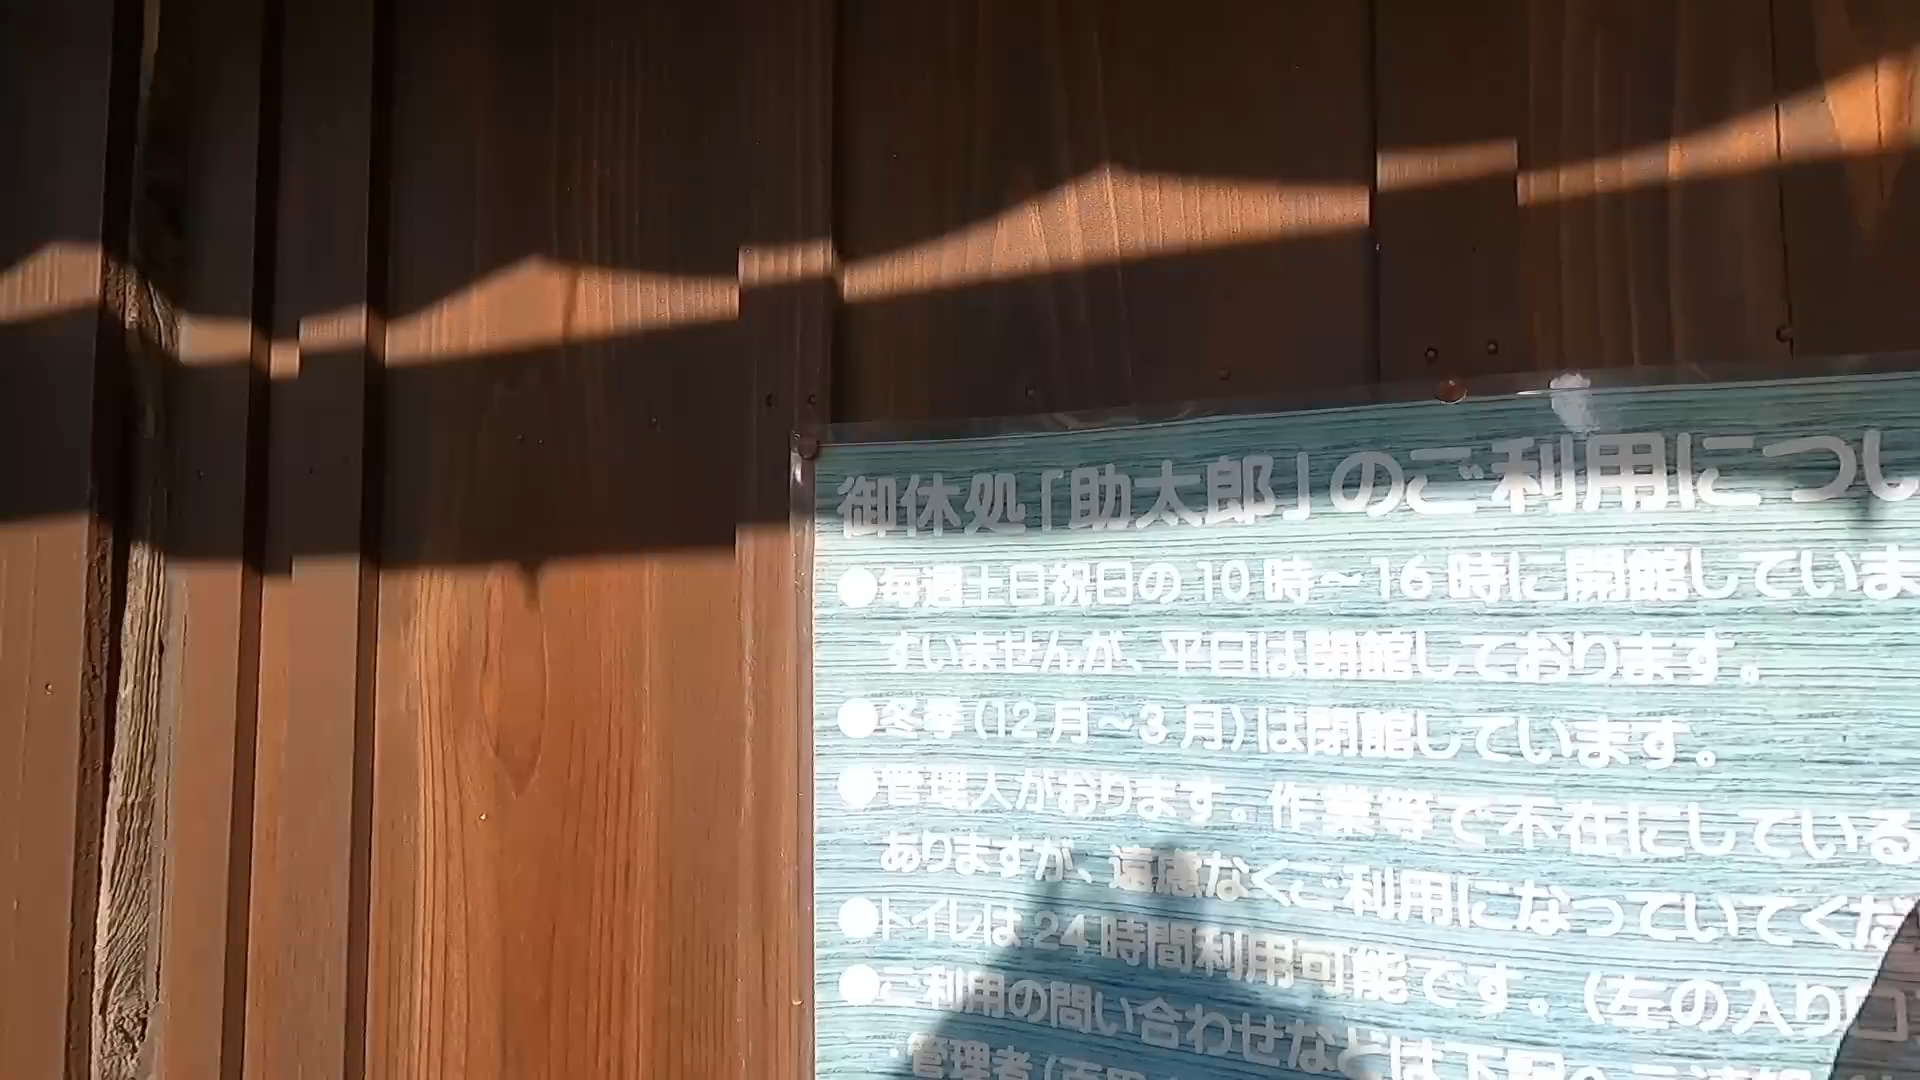 御休処「助太郎」のご利用につい
●毎週土日祝日の10時～16時に開館していま
すいませんが、平日は閉館しております。
●冬季(12月～3月)は閉館しています。
●管理人がおります。作業等で不在にしている
ありますが、遠慮なくご利用になっていてくだ
●トイレは24時間利用可能です。(左の入り口
●ご利用の問い合わせなどは下記
・管理者(